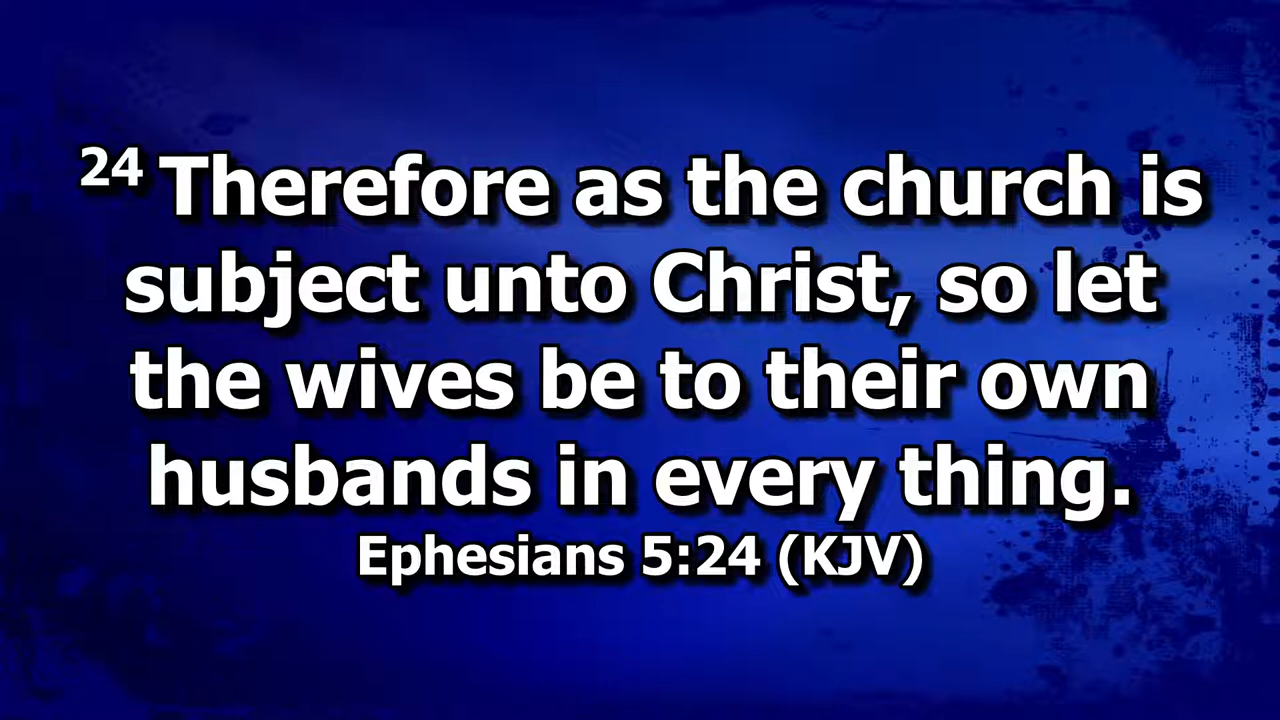 24 Therefore as the church is
subject unto Christ, so let
the wives be to their own
husbands in every thing.
Ephesians 5:24 (KJV)